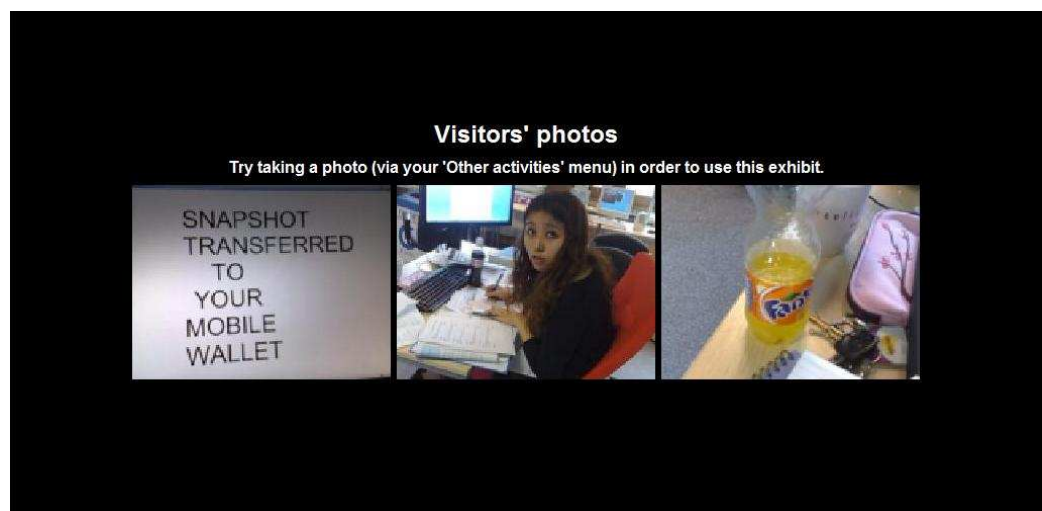 Visitors' photos
Try taking a photo (via your 'Other activities' menu) in order to use this exhibit.
SNAPSHOT
TRANSFERRED
TO
YOUR
MOBILE
WALLET
Fanta